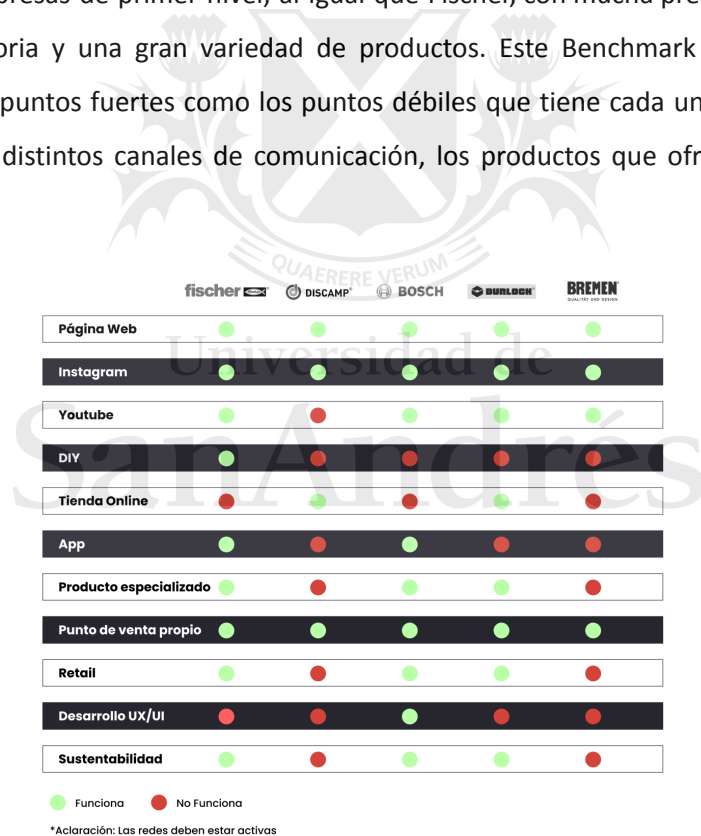 presas de primer nivel, al igual que Fischer, con mucha pre
oria y una gran variedad de productos. Este Benchmark
puntos fuertes como los puntos débiles que tiene cada un
distintos canales de comunicación, los productos que ofr
QUAERERE VERUM
fischer DISCAMP® BOSCH DURLOCK® BREMEN®
QUALITÄT UND DESIGN.
Página Web
Universidad de
Instagram
Youtube
SanAndrés
DIY
Tienda Online
App
Producto especializado
Punto de venta propio
Retail
Desarrollo UX/UI
Sustentabilidad
Funciona No Funciona
*Aclaración: Las redes deben estar activas